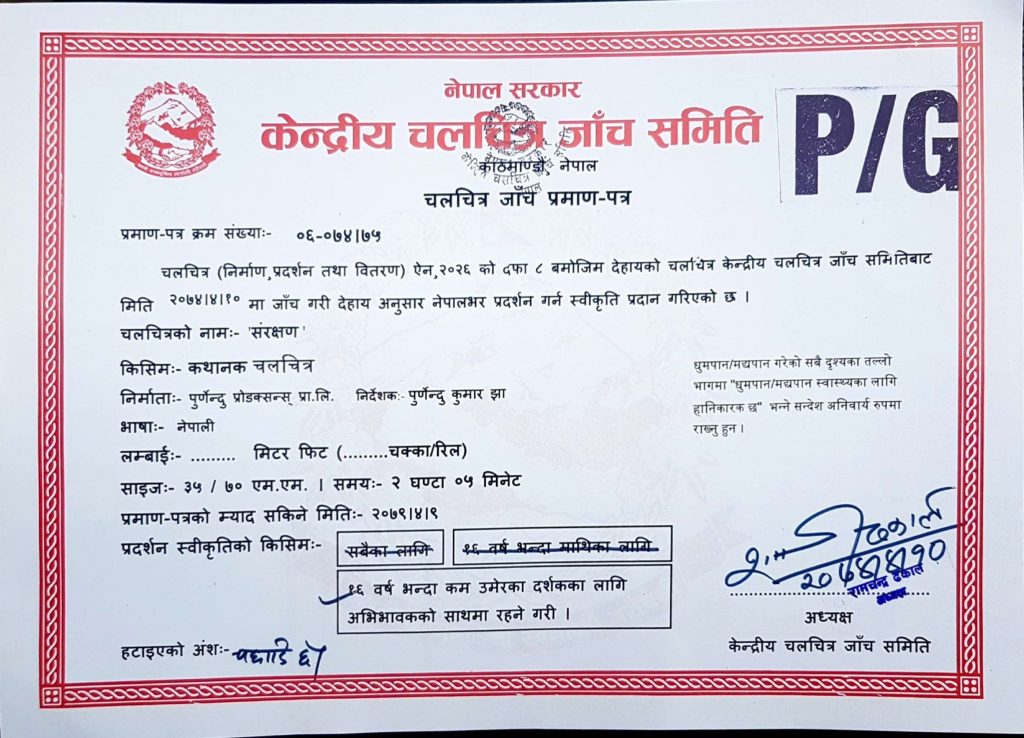 नेपाल सरकार
केन्द्रीय चलचित्र जाँच समिति
P/G
काठमाण्डौ नेपाल
चलचित्र जाँच प्रमाण-पत्र
प्रमाण-पत्र क्रम संख्याः- ०६-०७४।७५
चलचित्र (निर्माण,प्रदर्शन तथा वितरण) ऐन,२०२६ को दफा ८ बमोजिम देहायको चलचित्र केन्द्रीय चलचित्र जाँच समितिबाट
मिति २०७४।४।१० मा जाँच गरी देहाय अनुसार नेपालभर प्रदर्शन गर्न स्वीकृति प्रदान गरिएको छ ।
चलचित्रको नामः- 'संरक्षण'
किसिमः- कथानक चलचित्र
निर्माताः- पुर्णेन्दु प्रोडक्सन्स् प्रा.लि. निर्देशकः- पुर्णेन्दु कुमार झा
भाषाः- नेपाली
लम्बाईः- ......... मिटर फिट (.........चक्का/रिल)
साइजः- ३५ / ७० एम.एम. । समयः- २ घण्टा ०५ मिनेट
प्रमाण-पत्रको म्याद सकिने मितिः- २०७९।४।९
प्रदर्शन स्वीकृतिको किसिमः- सबैका लागि १६ वर्ष भन्दा माथिका लागि
१६ वर्ष भन्दा कम उमेरका दर्शकका लागि
अभिभावकको साथमा रहने गरी ।
हटाइएको अंशः- पछाडि छ।
धुमपान/मद्यपान गरेको सबै दृश्यका तल्लो
भागमा "धुमपान/मद्यपान स्वास्थ्यका लागि
हानिकारक छ" भन्ने सन्देश अनिवार्य रुपमा
राख्नु हुन ।
२०७४।४।१०
रामचन्द्र ढकाल
अध्यक्ष
अध्यक्ष
केन्द्रीय चलचित्र जाँच समिति